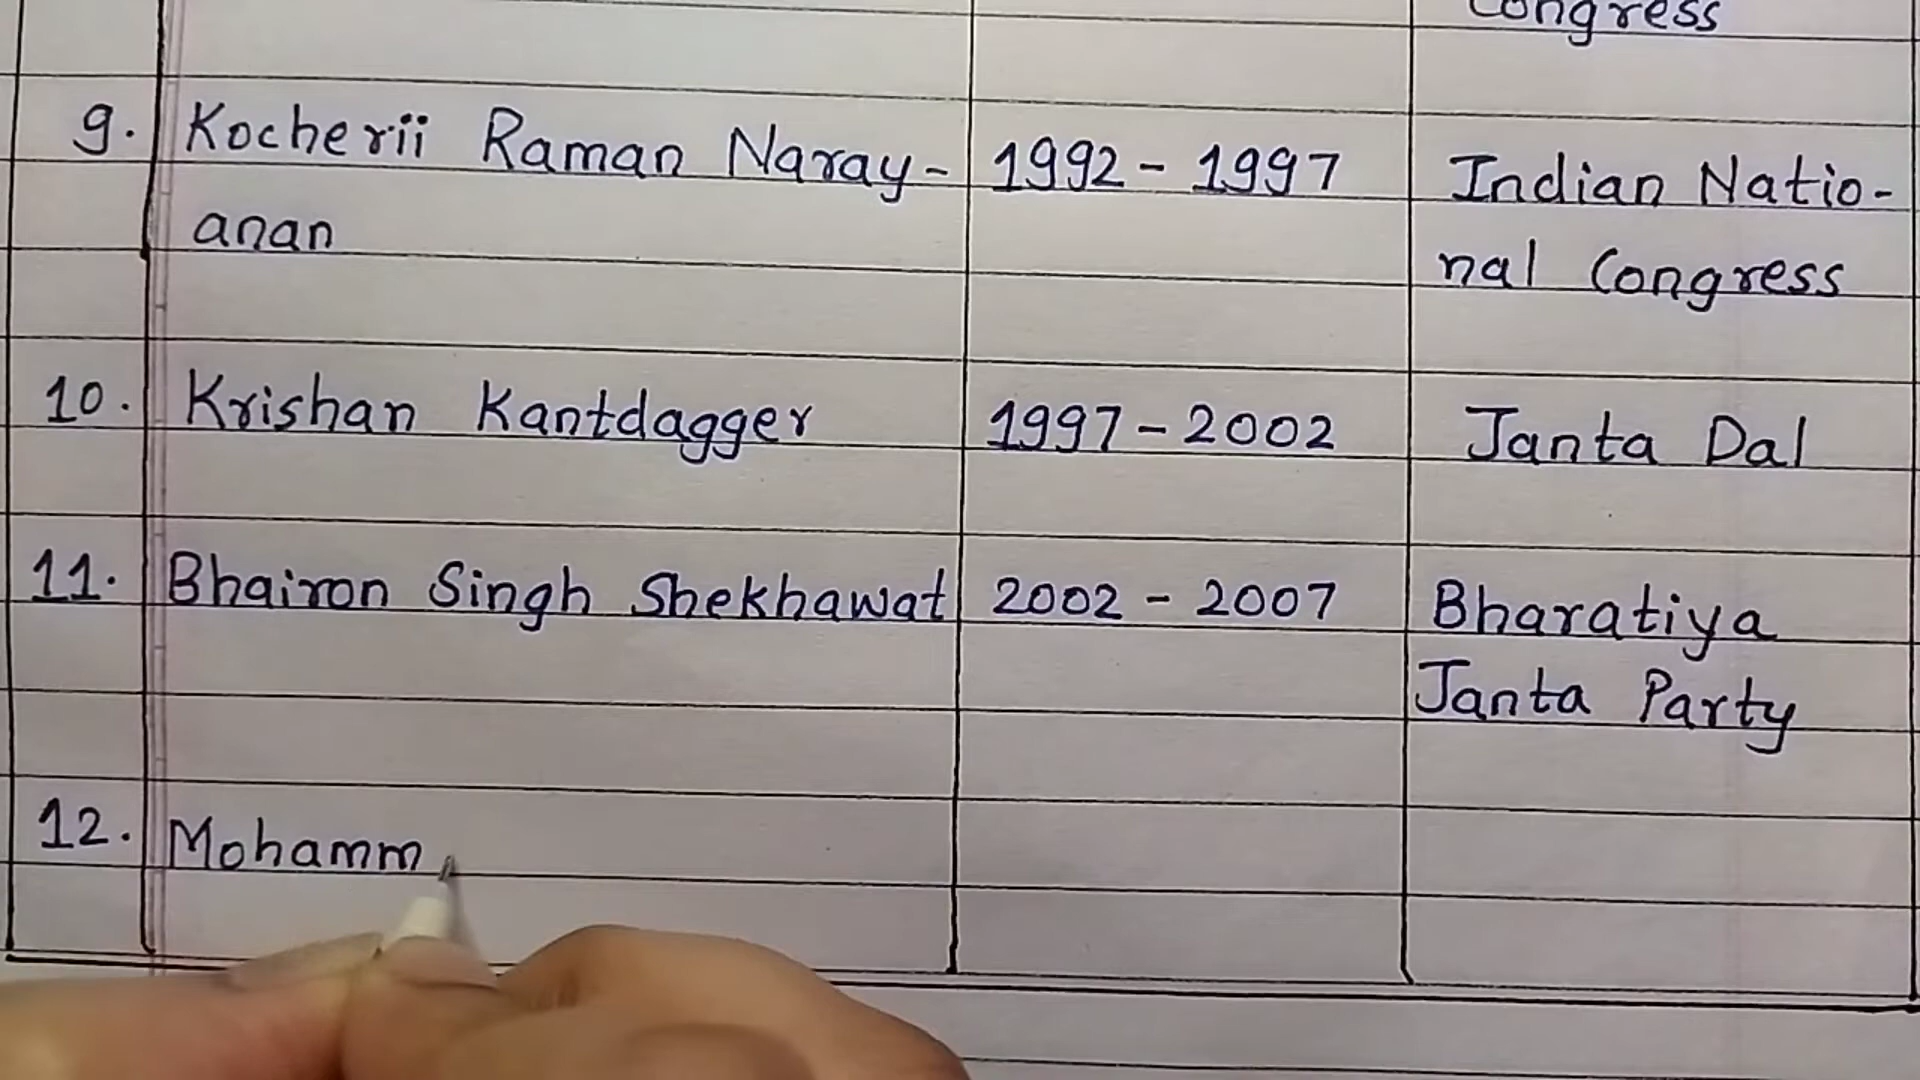 Congress
9. Kocherii Raman Naray- 1992 - 1997 Indian Natio-
anan nal Congress
10. Krishan Kantdagger 1997 - 2002 Janta Dal
11. Bhairon Singh Shekhawat 2002 - 2007 Bharatiya
Janta Party
12. Mohamm